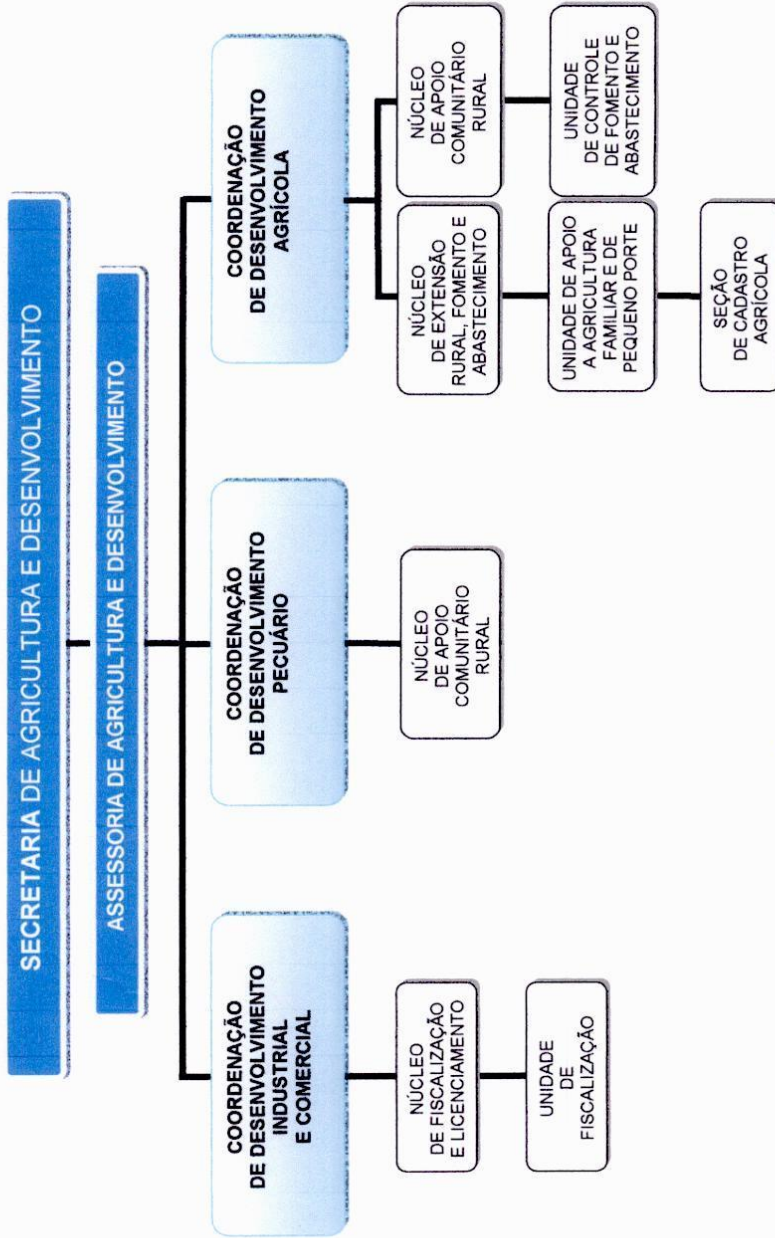 SECRETARIA DE AGRICULTURA E DESENVOLVIMENTO
ASSESSORIA DE AGRICULTURA E DESENVOLVIMENTO
COORDENAÇÃO
DE DESENVOLVIMENTO
INDUSTRIAL
E COMERCIAL
NÚCLEO
DE FISCALIZAÇÃO
E LICENCIAMENTO
UNIDADE
DE
FISCALIZAÇÃO
COORDENAÇÃO
DE DESENVOLVIMENTO
PECUÁRIO
NÚCLEO
DE APOIO
COMUNITÁRIO
RURAL
COORDENAÇÃO
DE DESENVOLVIMENTO
AGRÍCOLA
NÚCLEO
DE EXTENSÃO
RURAL, FOMENTO E
ABASTECIMENTO
UNIDADE DE APOIO
A AGRICULTURA
FAMILIAR E DE
PEQUENO PORTE
SEÇÃO
DE CADASTRO
AGRÍCOLA
NÚCLEO
DE APOIO
COMUNITÁRIO
RURAL
UNIDADE
DE CONTROLE
DE FOMENTO E
ABASTECIMENTO